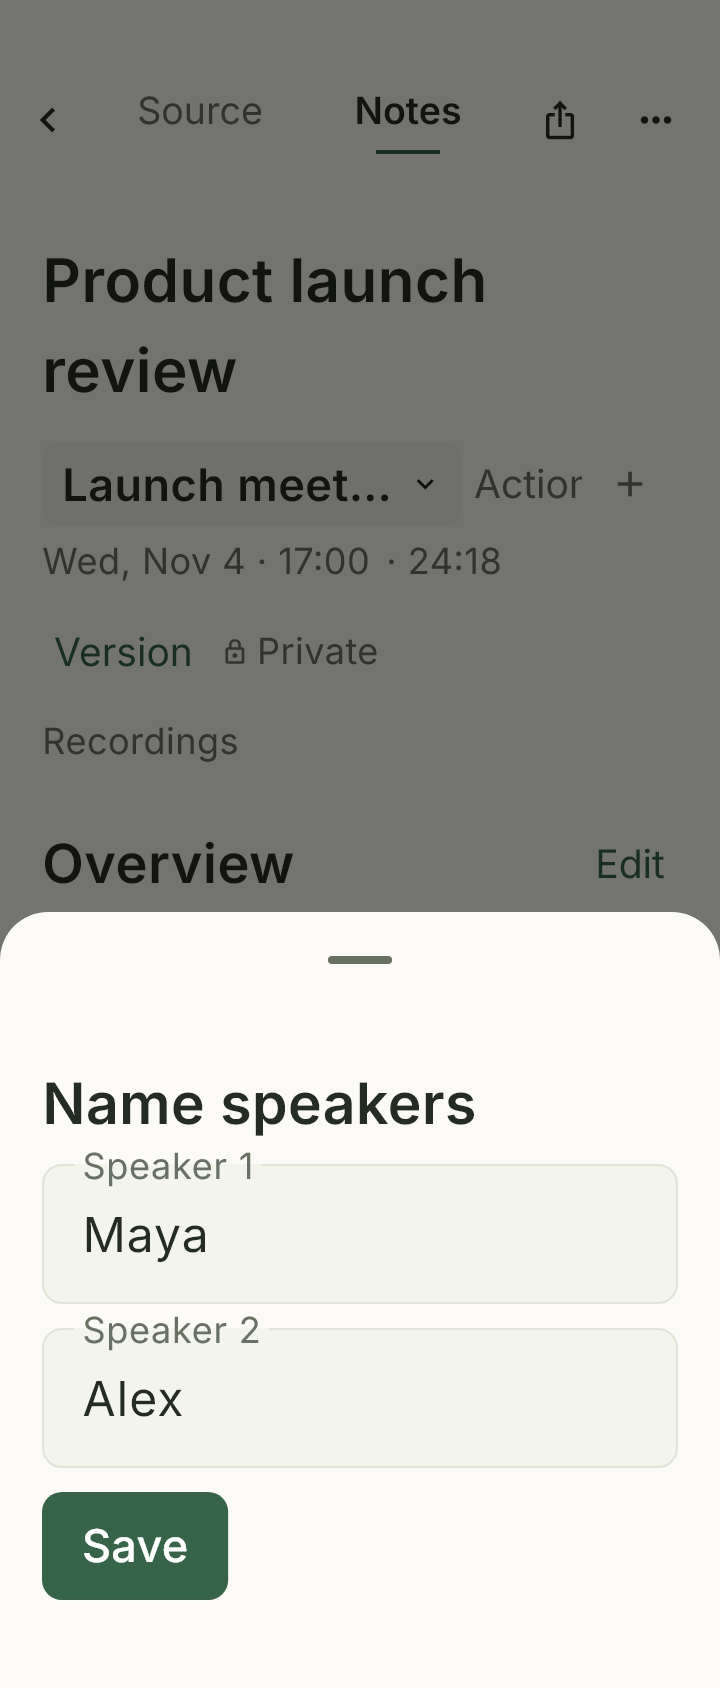 Source Notes
Product launch
review
Launch meet... Actior +
Wed, Nov 4 · 17:00 · 24:18
Version Private
Recordings
Overview Edit
Name speakers
Speaker 1
Maya
Speaker 2
Alex
Save